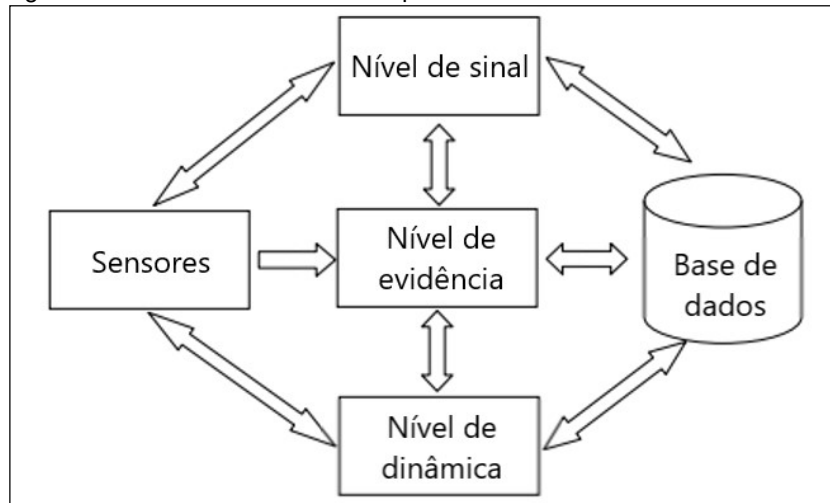 Nível de sinal
Sensores
Nível de
evidência
Base de
dados
Nível de
dinâmica